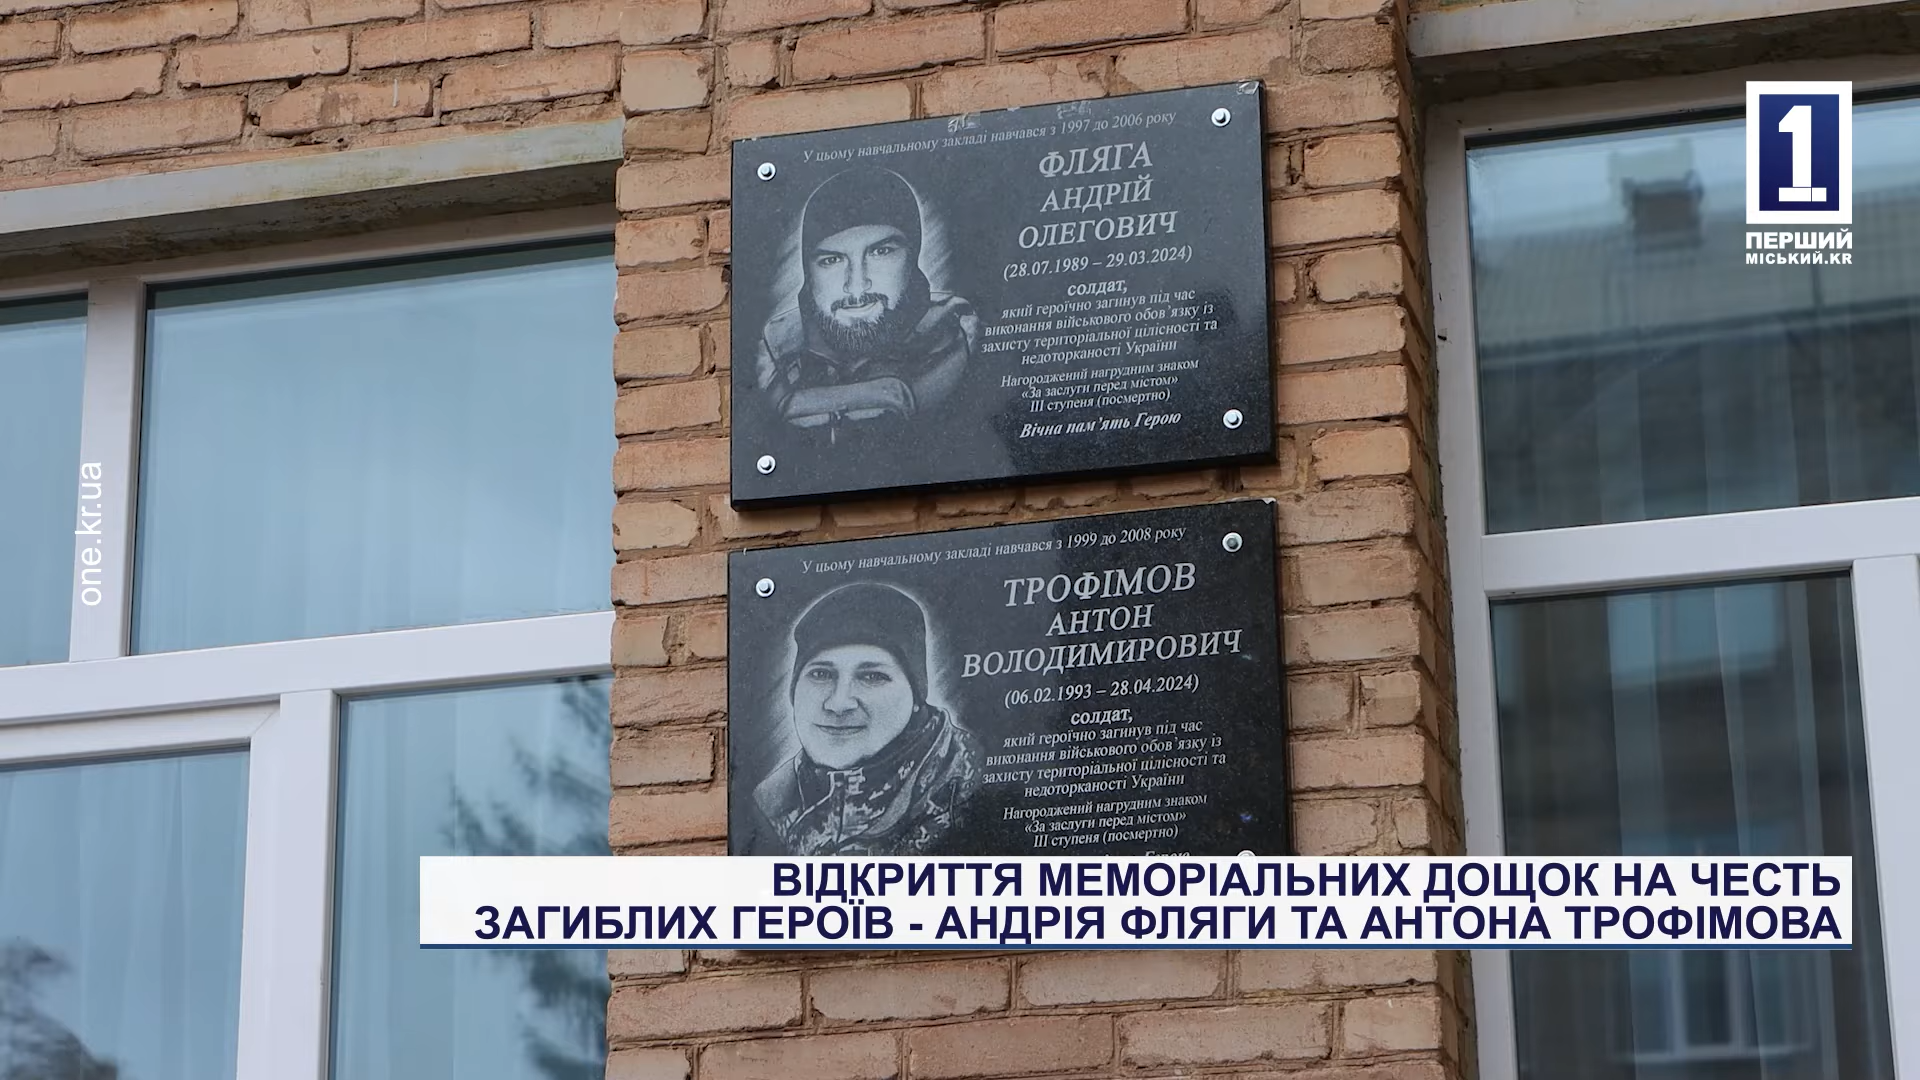 У цьому навчальному закладі навчався з 1997 до 2006 року
ФЛЯГА
АНДРІЙ
ОЛЕГОВИЧ
(28.07.1989 – 29.03.2024)
солдат,
який героїчно загинув під час
виконання військового обов'язку із
захисту територіальної цілісності та
недоторканості України
Нагороджений нагрудним знаком
«За заслуги перед містом»
ІІІ ступеня (посмертно)
Вічна пам'ять Герою
У цьому навчальному закладі навчався з 1999 до 2008 року
ТРОФІМОВ
АНТОН
ВОЛОДИМИРОВИЧ
(06.02.1993 – 28.04.2024)
солдат,
який героїчно загинув під час
виконання військового обов'язку із
захисту територіальної цілісності та
недоторканості України
Нагороджений нагрудним знаком
«За заслуги перед містом»
ІІІ ступеня (посмертно)
1
ПЕРШИЙ
МІСЬКИЙ.KR
one.kr.ua
ВІДКРИТТЯ МЕМОРІАЛЬНИХ ДОЩОК НА ЧЕСТЬ
ЗАГИБЛИХ ГЕРОЇВ - АНДРІЯ ФЛЯГИ ТА АНТОНА ТРОФІМОВА